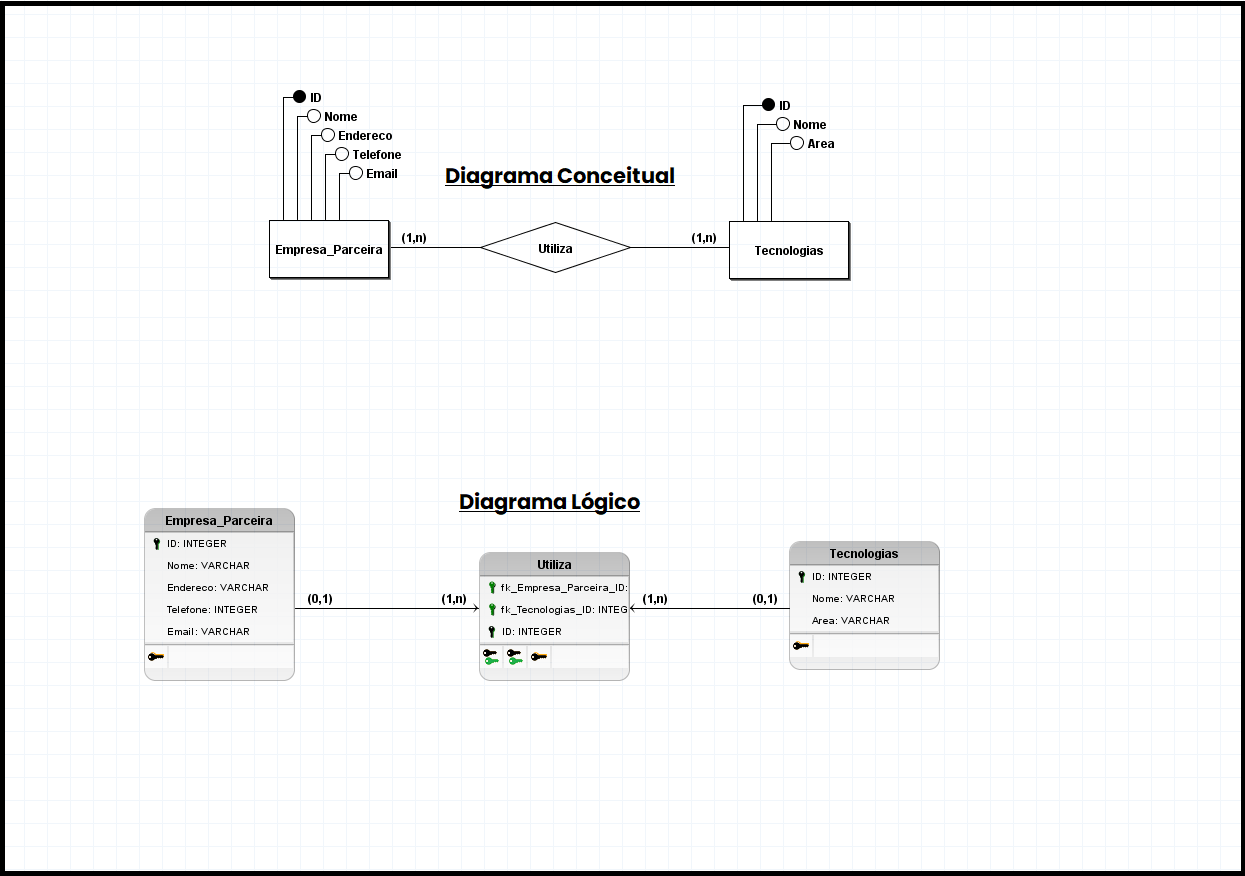 ID
Nome
Endereco
Telefone
Email
ID
Nome
Area
Diagrama Conceitual
Empresa_Parceira
(1,n)
Utiliza
(1,n)
Tecnologias
Diagrama Lógico
Empresa_Parceira
ID: INTEGER
Nome: VARCHAR
Endereco: VARCHAR
Telefone: INTEGER
Email: VARCHAR
(0,1)
(1,n)
Utiliza
fk_Empresa_Parceira_ID:
fk_Tecnologias_ID: INTEG
ID: INTEGER
(1,n)
(0,1)
Tecnologias
ID: INTEGER
Nome: VARCHAR
Area: VARCHAR